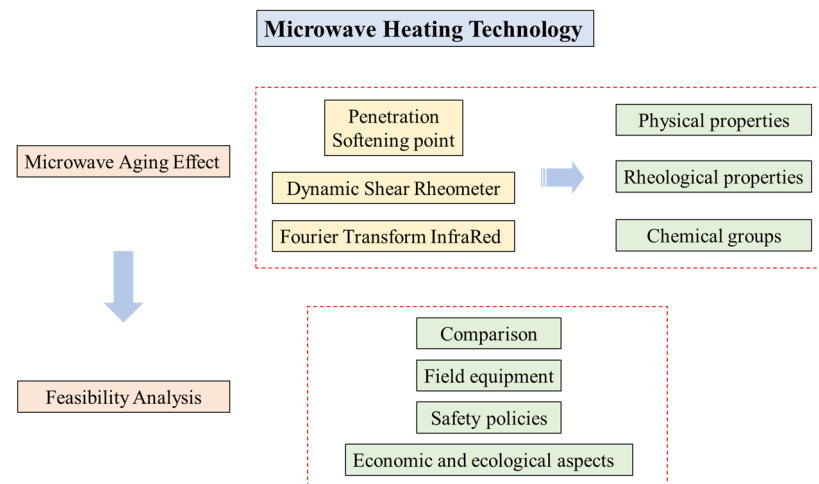 Microwave Heating Technology
Microwave Aging Effect
Penetration
Softening point
Dynamic Shear Rheometer
Fourier Transform InfraRed
Physical properties
Rheological properties
Chemical groups
Feasibility Analysis
Comparison
Field equipment
Safety policies
Economic and ecological aspects